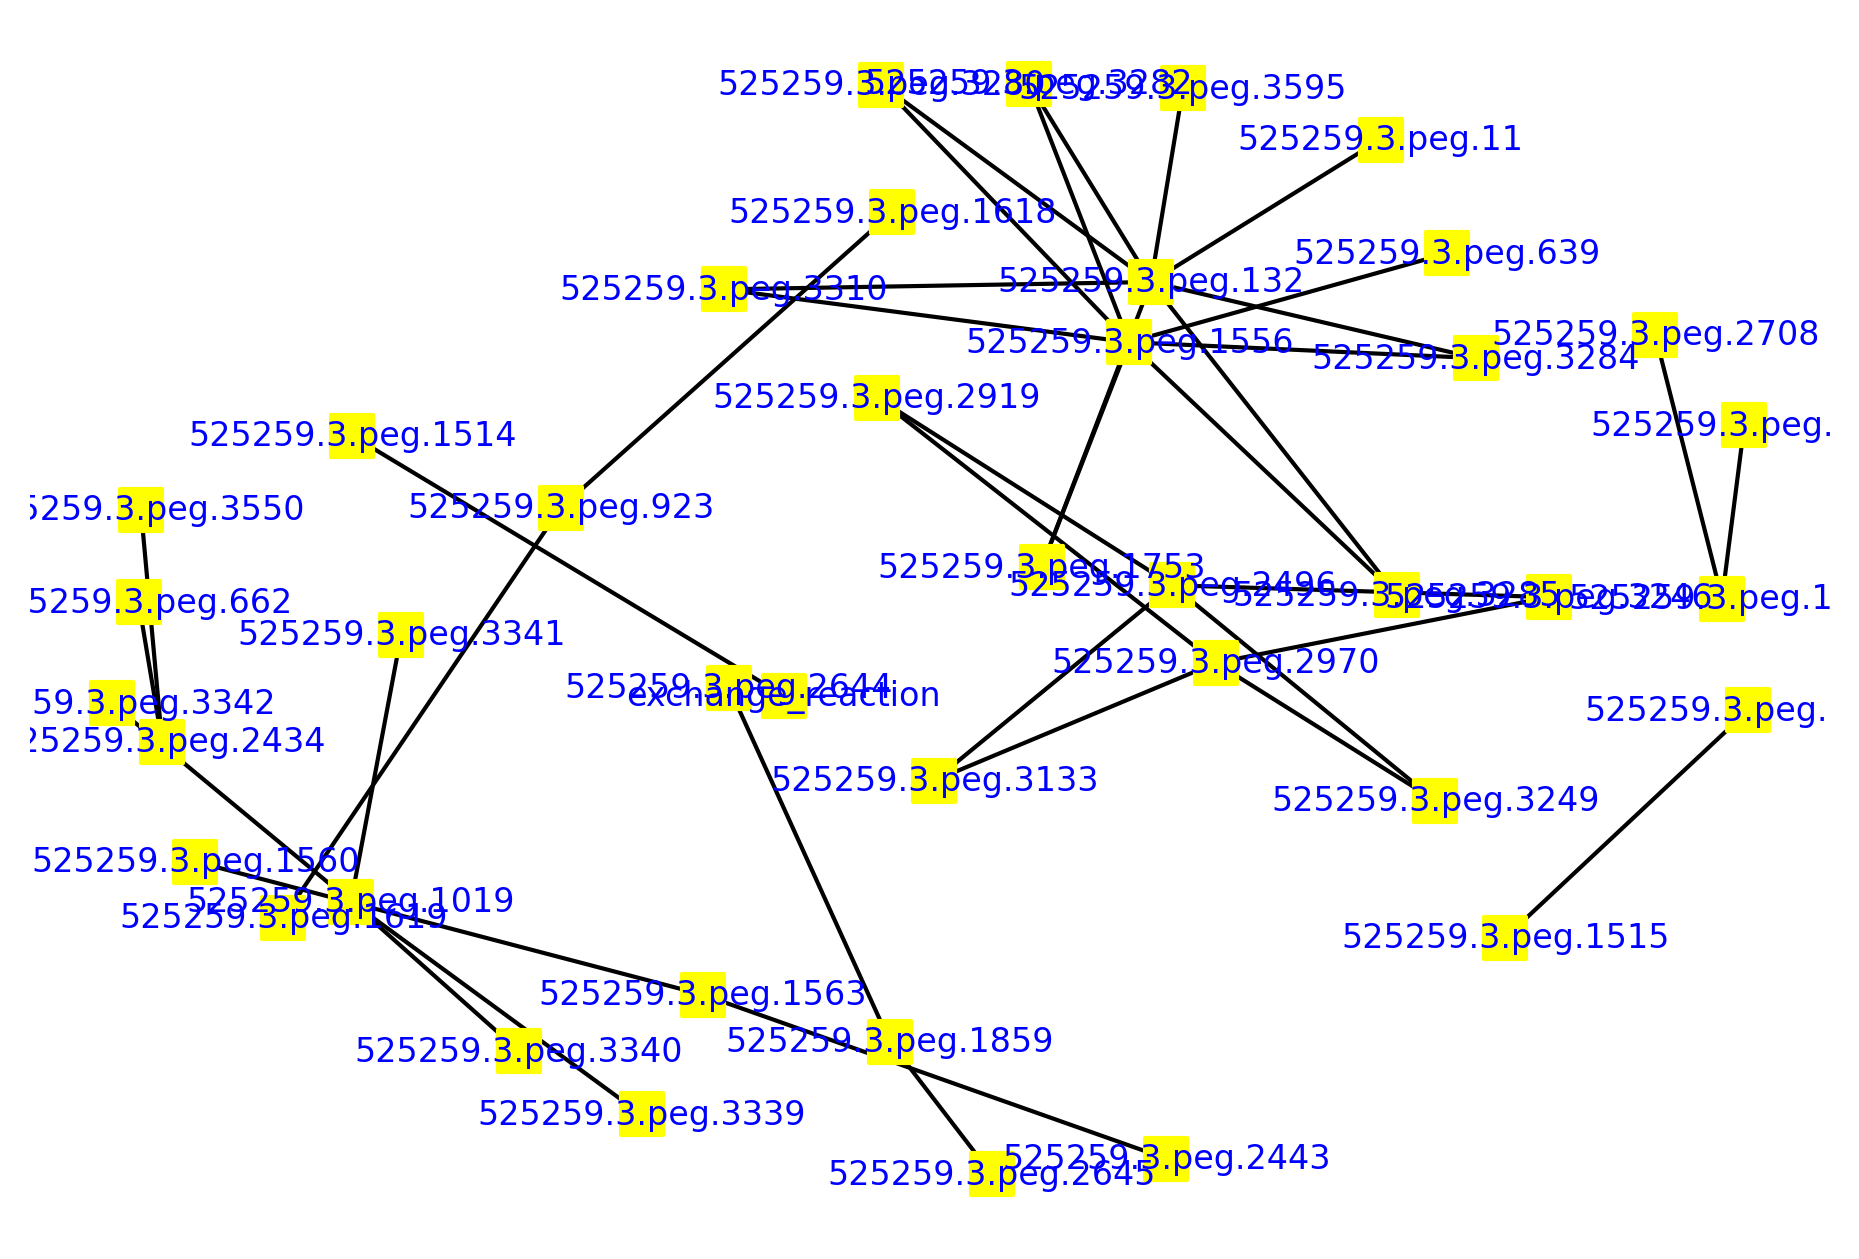 525259.3.peg.3280
525259.3.peg.3282
525259.3.peg.3595
525259.3.peg.11
525259.3.peg.1618
525259.3.peg.639
525259.3.peg.132
525259.3.peg.3310
525259.3.peg.2708
525259.3.peg.1556
525259.3.peg.3284
525259.3.peg.2919
525259.3.peg.
525259.3.peg.1514
525259.3.peg.923
5259.3.peg.3550
525259.3.peg.1753
525259.3.peg.3496
525259.3.peg.3285
525259.3.peg.3246
525259.3.peg.1
5259.3.peg.662
525259.3.peg.3341
525259.3.peg.2970
525259.3.peg.2644
exchange_reaction
59.3.peg.3342
525259.3.peg.
25259.3.peg.2434
525259.3.peg.3133
525259.3.peg.3249
525259.3.peg.1560
525259.3.peg.1019
525259.3.peg.1619
525259.3.peg.1515
525259.3.peg.1563
525259.3.peg.1859
525259.3.peg.3340
525259.3.peg.3339
525259.3.peg.2443
525259.3.peg.2645